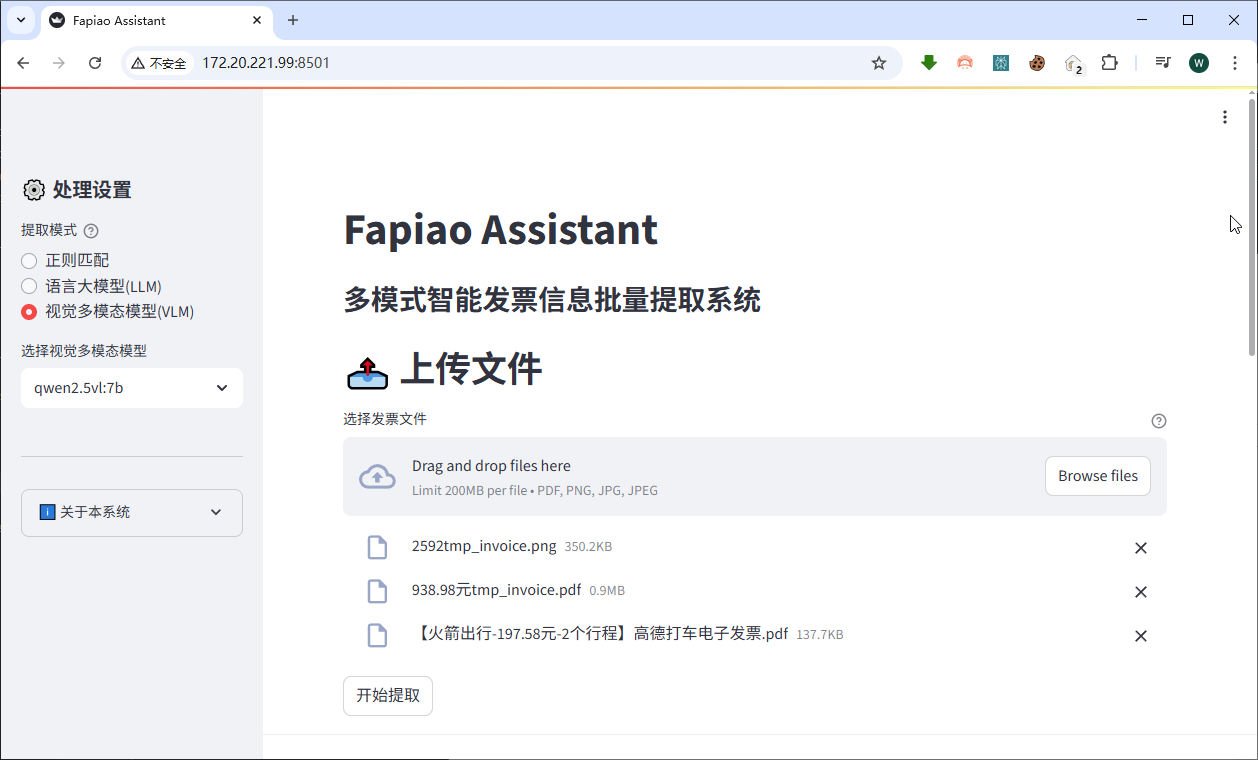 Fapiao Assistant
不安全
172.20.221.99:8501
2
W
处理设置
提取模式
正则匹配
语言大模型(LLM)
视觉多模态模型(VLM)
选择视觉多模态模型
qwen2.5vl:7b
关于本系统
Fapiao Assistant
多模式智能发票信息批量提取系统
上传文件
选择发票文件
Drag and drop files here
Limit 200MB per file • PDF, PNG, JPG, JPEG
Browse files
2592tmp_invoice.png 350.2KB
938.98元tmp_invoice.pdf 0.9MB
【火箭出行-197.58元-2个行程】高德打车电子发票.pdf 137.7KB
开始提取